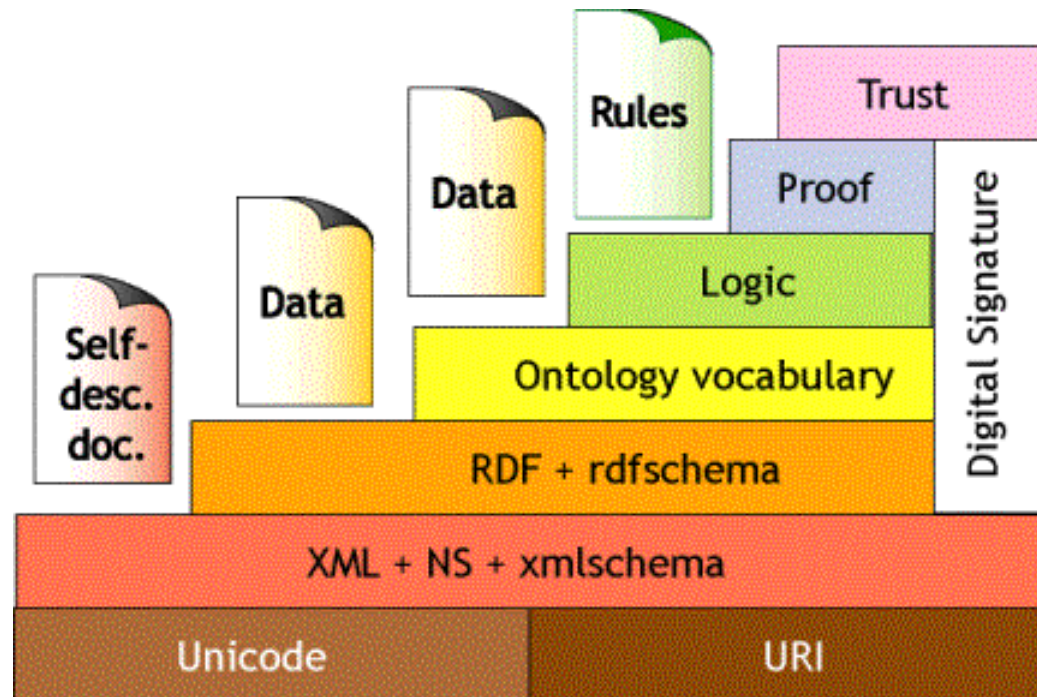 Rules
Trust
Data
Proof
Data
Logic
Self-
desc.
doc.
Ontology vocabulary
Digital Signature
RDF + rdfschema
XML + NS + xmlschema
Unicode
URI